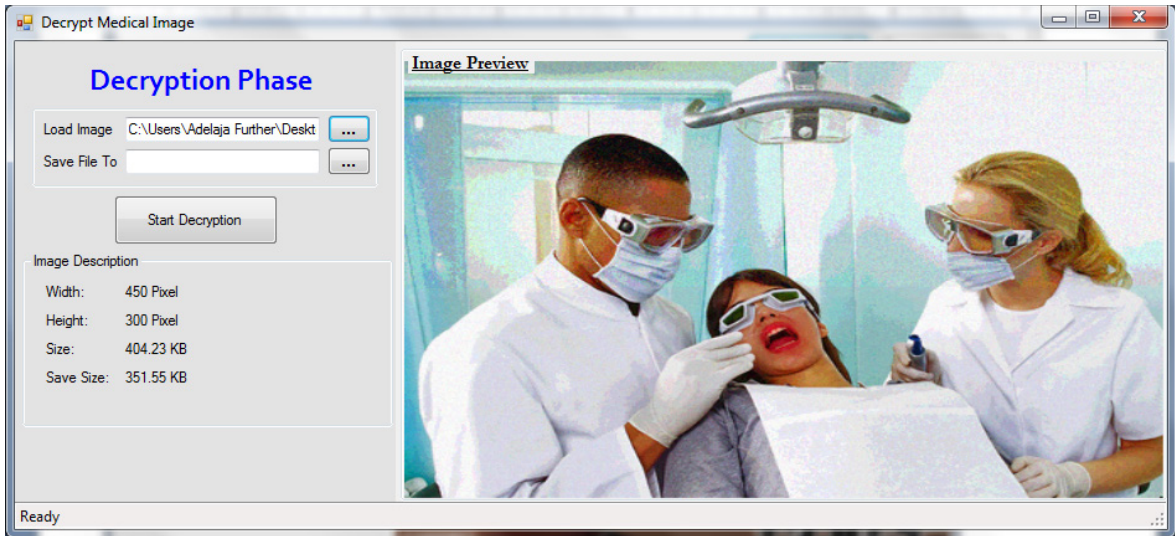 Decrypt Medical Image
Decryption Phase
Load Image C:\Users\Adelaja Further\Deskt ...
Save File To ...
Start Decryption
Image Description
Width: 450 Pixel
Height: 300 Pixel
Size: 404.23 KB
Save Size: 351.55 KB
Image Preview
Ready